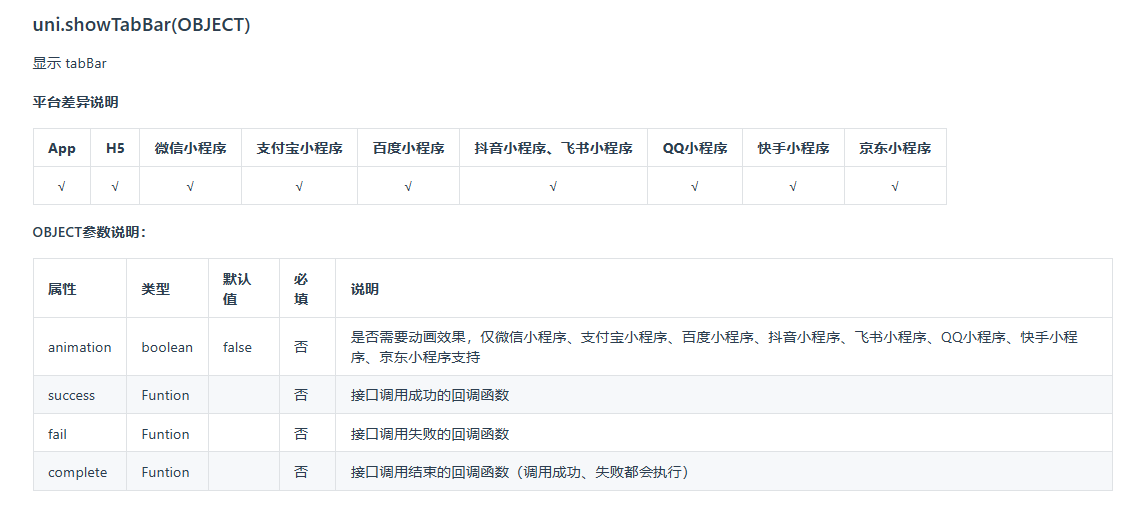 uni.showTabBar(OBJECT)
显示 tabBar
平台差异说明
App H5 微信小程序 支付宝小程序 百度小程序 抖音小程序、飞书小程序 QQ小程序 快手小程序 京东小程序
√ √ √ √ √ √ √ √ √
OBJECT参数说明：
属性 类型 默认值 必填 说明
animation boolean false 否 是否需要动画效果，仅微信小程序、支付宝小程序、百度小程序、抖音小程序、飞书小程序、QQ小程序、快手小程
序、京东小程序支持
success Funtion 否 接口调用成功的回调函数
fail Funtion 否 接口调用失败的回调函数
complete Funtion 否 接口调用结束的回调函数（调用成功、失败都会执行）